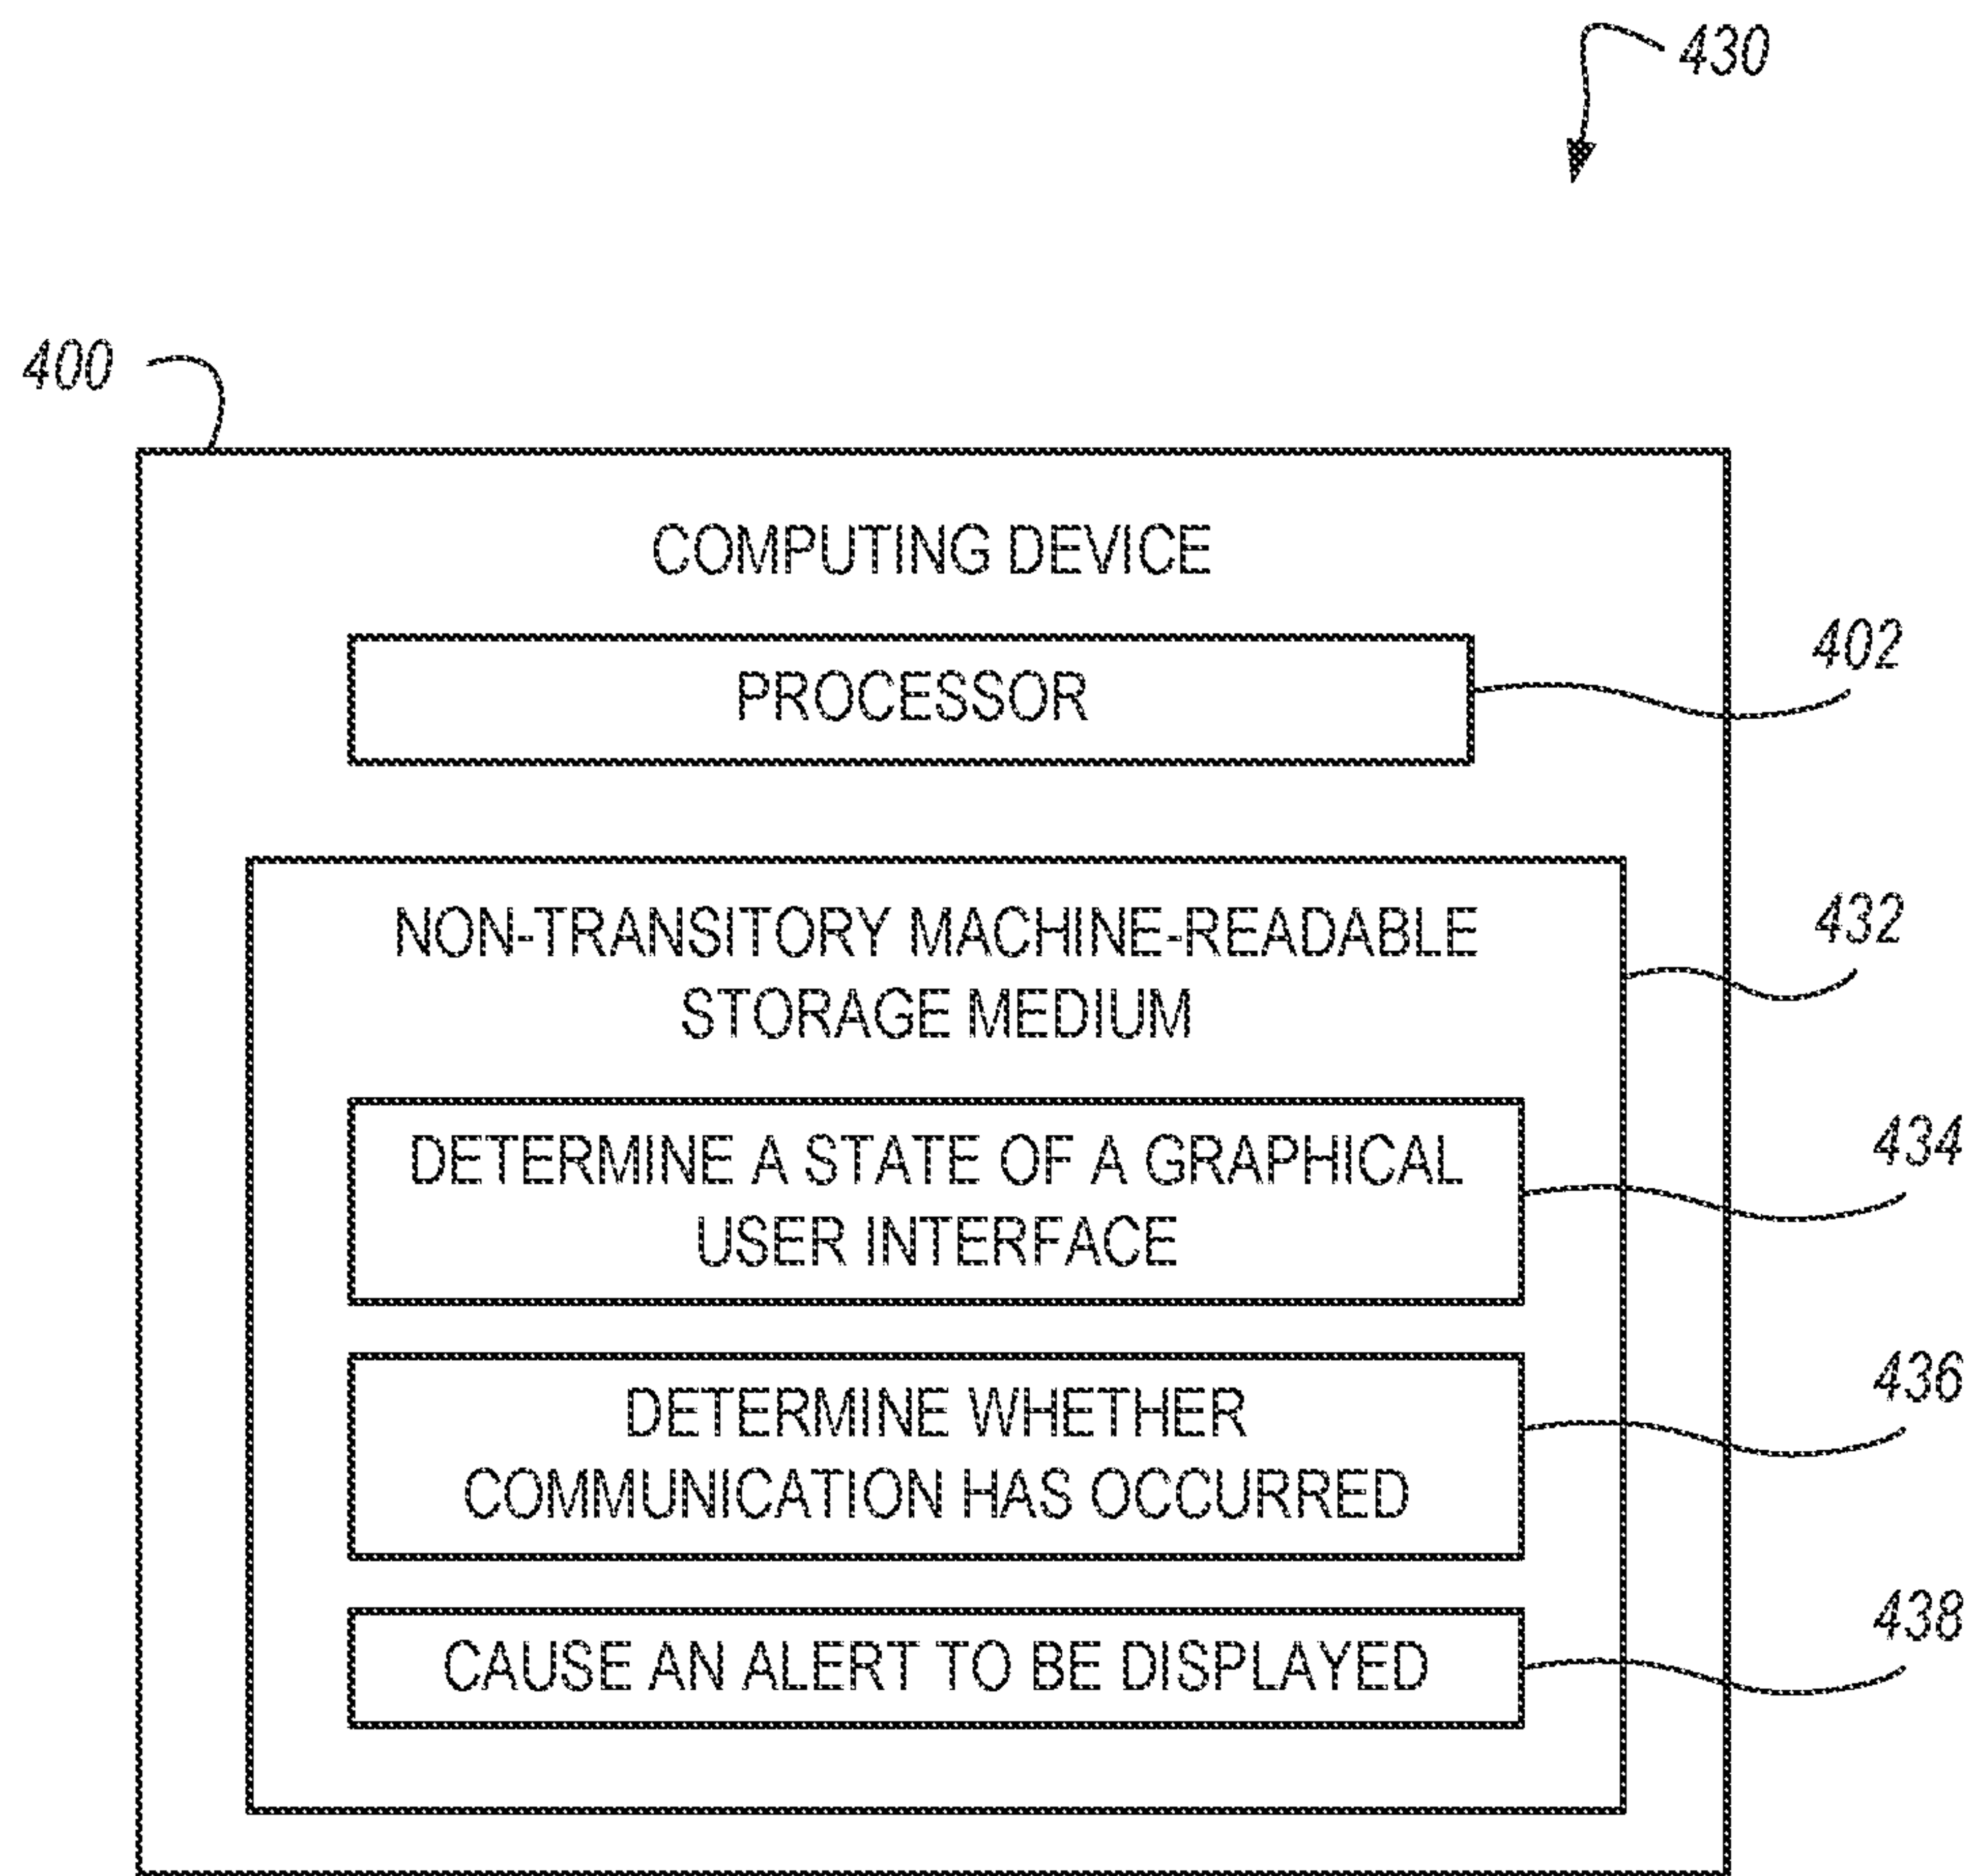 430
400
COMPUTING DEVICE
PROCESSOR
402
NON-TRANSITORY MACHINE-READABLE
STORAGE MEDIUM
432
DETERMINE A STATE OF A GRAPHICAL
USER INTERFACE
434
DETERMINE WHETHER
COMMUNICATION HAS OCCURRED
436
CAUSE AN ALERT TO BE DISPLAYED
438